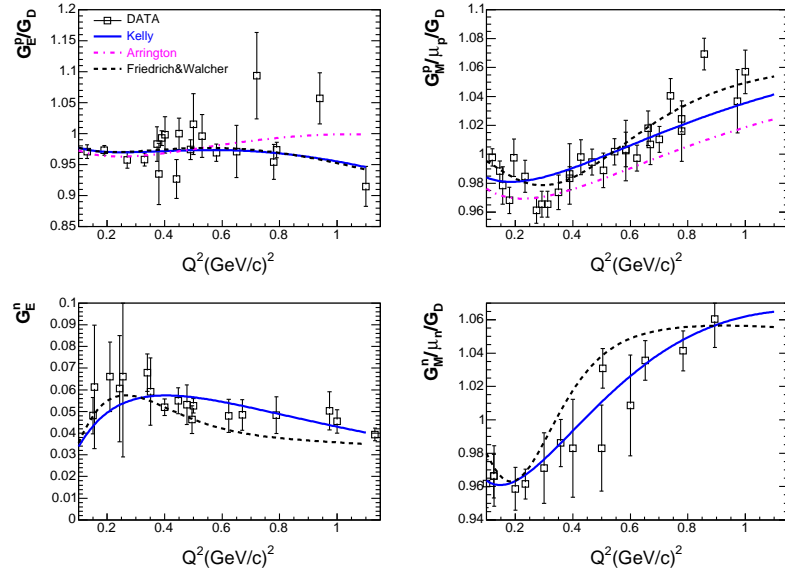 G_E^p/G_D
1.2
1.15
1.1
1.05
1
0.95
0.9
0.85
DATA
Kelly
Arrington
Friedrich&Walcher
0.2 0.4 0.6 0.8 1
Q^2(GeV/c)^2
G_M^p/μ_p/G_D
1.08
1.06
1.04
1.02
1
0.98
0.96
0.2 0.4 0.6 0.8 1
Q^2(GeV/c)^2
G_E^n
0.1
0.09
0.08
0.07
0.06
0.05
0.04
0.03
0.02
0.01
0
0.2 0.4 0.6 0.8 1
Q^2(GeV/c)^2
G_M^n/μ_n/G_D
1.06
1.04
1.02
1
0.98
0.96
0.94
0.2 0.4 0.6 0.8 1
Q^2(GeV/c)^2